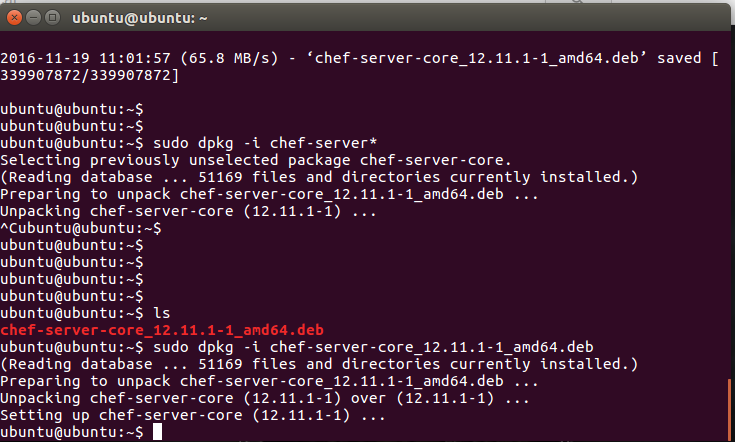 ubuntu@ubuntu: ~
2016-11-19 11:01:57 (65.8 MB/s) - ‘chef-server-core_12.11.1-1_amd64.deb’ saved [
339907872/339907872]
ubuntu@ubuntu:~$
ubuntu@ubuntu:~$
ubuntu@ubuntu:~$ sudo dpkg -i chef-server*
Selecting previously unselected package chef-server-core.
(Reading database ... 51169 files and directories currently installed.)
Preparing to unpack chef-server-core_12.11.1-1_amd64.deb ...
Unpacking chef-server-core (12.11.1-1) ...
^Cubuntu@ubuntu:~$
ubuntu@ubuntu:~$
ubuntu@ubuntu:~$
ubuntu@ubuntu:~$
ubuntu@ubuntu:~$
ubuntu@ubuntu:~$ ls
chef-server-core_12.11.1-1_amd64.deb
ubuntu@ubuntu:~$ sudo dpkg -i chef-server-core_12.11.1-1_amd64.deb
(Reading database ... 51169 files and directories currently installed.)
Preparing to unpack chef-server-core_12.11.1-1_amd64.deb ...
Unpacking chef-server-core (12.11.1-1) over (12.11.1-1) ...
Setting up chef-server-core (12.11.1-1) ...
ubuntu@ubuntu:~$